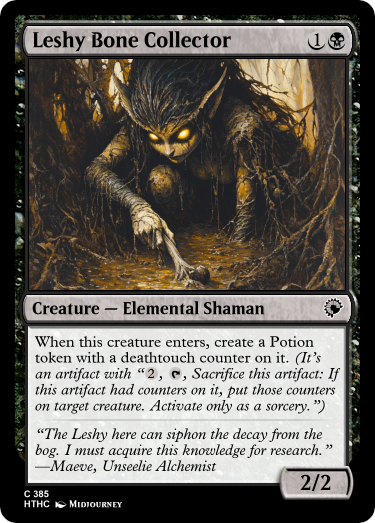 Leshy Bone Collector 1
Creature — Elemental Shaman
When this creature enters, create a Potion
token with a deathtouch counter on it. (It's
an artifact with “2, , Sacrifice this artifact: If
this artifact had counters on it, put those counters
on target creature. Activate only as a sorcery.”)
“The Leshy here can siphon the decay from the
bog. I must acquire this knowledge for research.”
—Maeve, Unseelie Alchemist
2/2
C 385
HTHC Midjourney